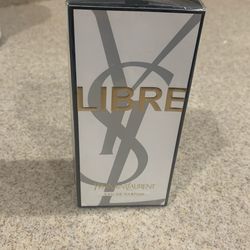 LIBRE
YVES SAINT LAURENT
EAU DE PARFUM